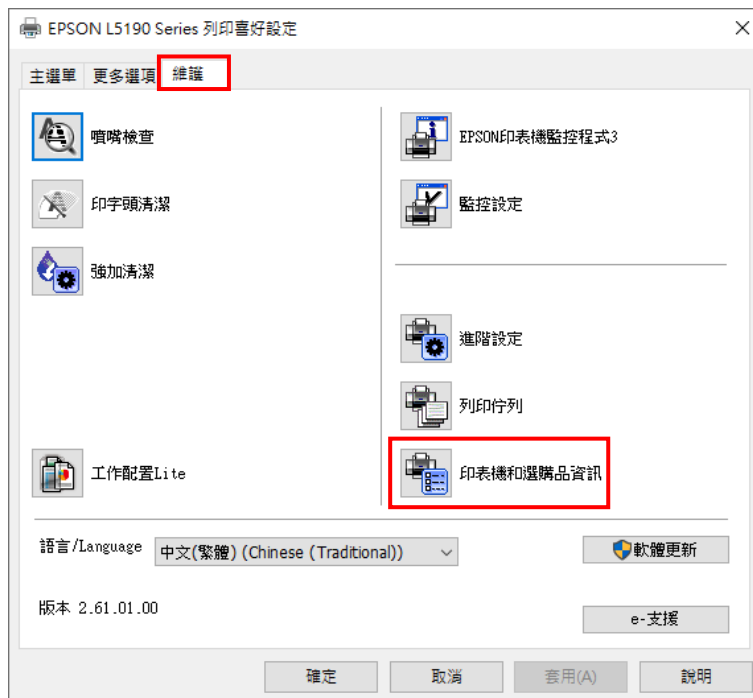 EPSON L5190 Series 列印喜好設定
主選單 更多選項 維護
噴嘴檢查
印字頭清潔
強加清潔
工作配置Lite
EPSON印表機監控程式3
監控設定
進階設定
列印佇列
印表機和選購品資訊
語言/Language 中文(繁體) (Chinese (Traditional)) 軟體更新
版本 2.61.01.00
e-支援
確定 取消 套用(A) 說明